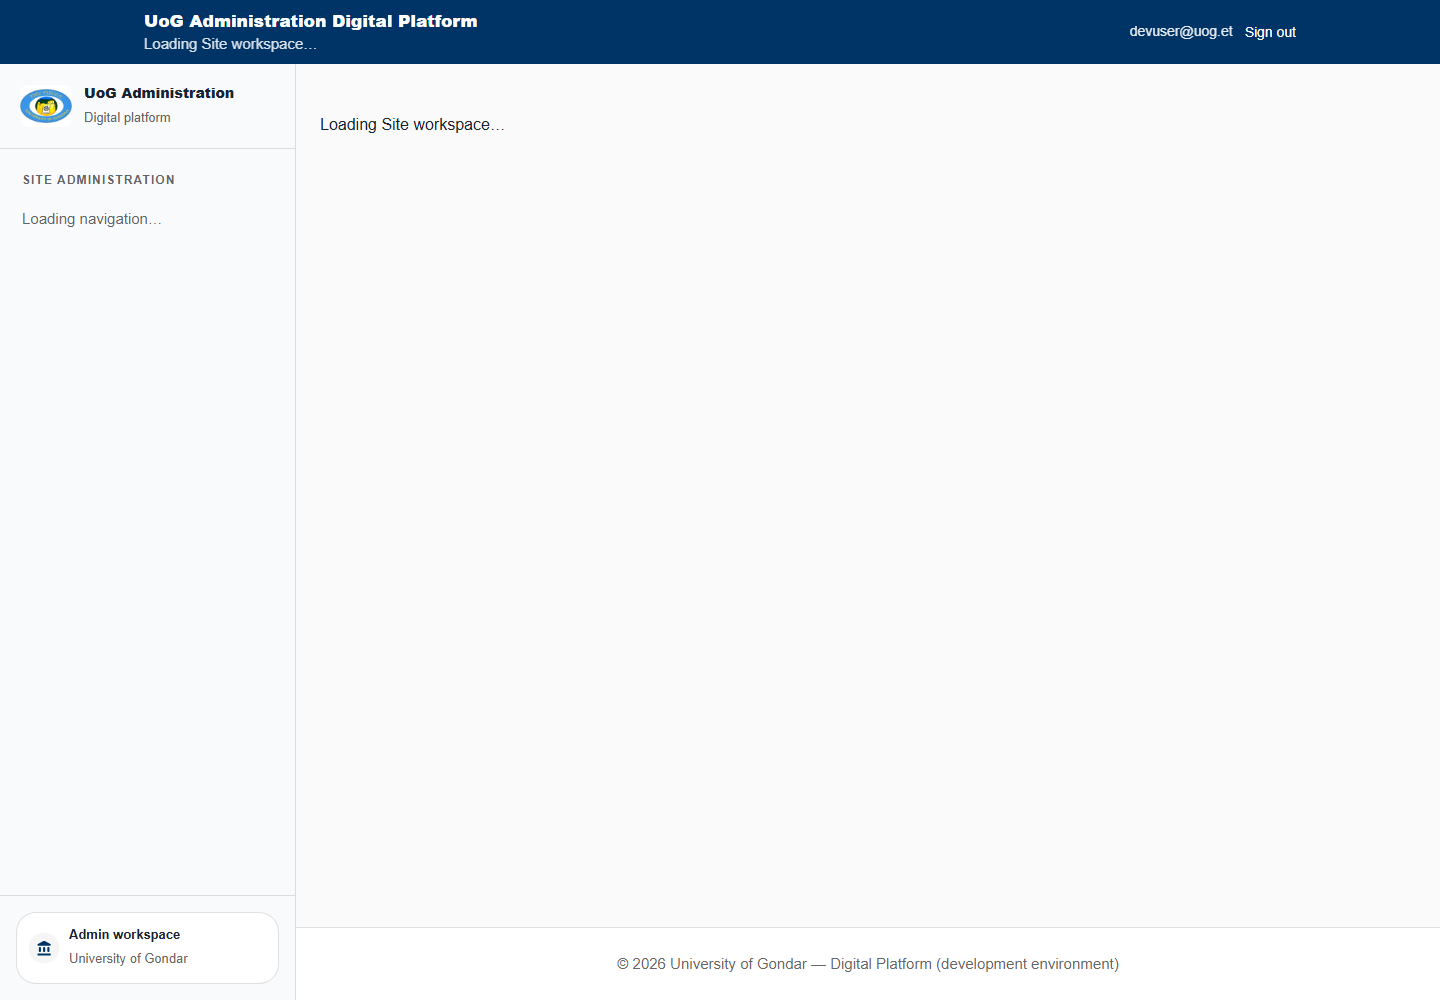 UoG Administration Digital Platform
Loading Site workspace…
devuser@uog.et
Sign out
UoG Administration
Digital platform
SITE ADMINISTRATION
Loading navigation…
Loading Site workspace…
Admin workspace
University of Gondar
© 2026 University of Gondar — Digital Platform (development environment)